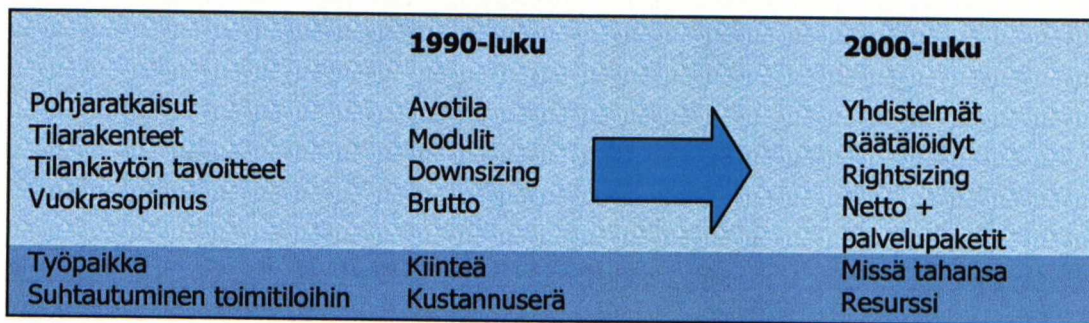 1990-luku 2000-luku
Pohjaratkaisut Avotila Yhdistelmät
Tilarakenteet Modulit Räätälöidyt
Tilankäytön tavoitteet Downsizing Rightsizing
Vuokrasopimus Brutto Netto +
palvelupaketit
Työpaikka Kiinteä Missä tahansa
Suhtautuminen toimitiloihin Kustannuserä Resurssi